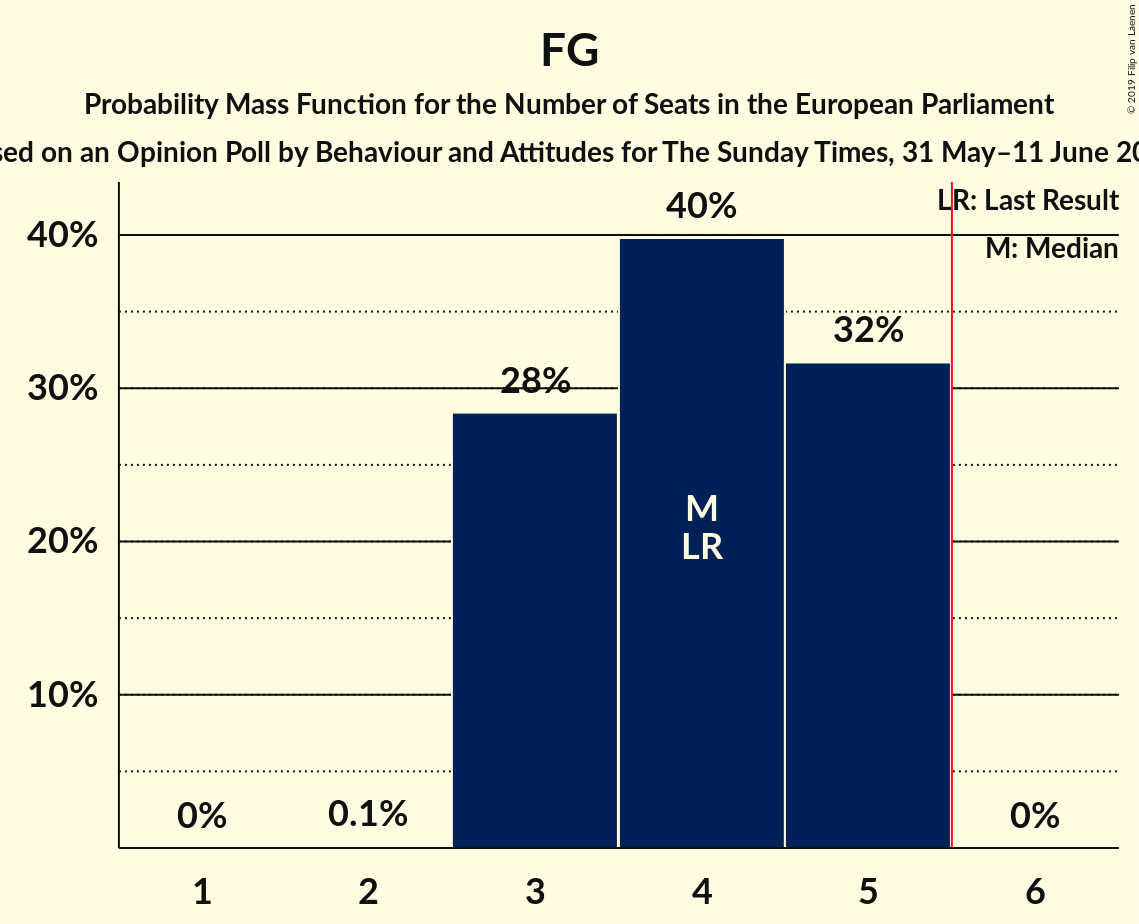 FG
Probability Mass Function for the Number of Seats in the European Parliament
on an Opinion Poll by Behaviour and Attitudes for The Sunday Times, 31 May–11 June
© 2019 Filip van Laenen
LR: Last Result
M: Median
40%
30%
20%
10%
0%
0.1%
28%
40%
32%
0%
M
LR
1
2
3
4
5
6